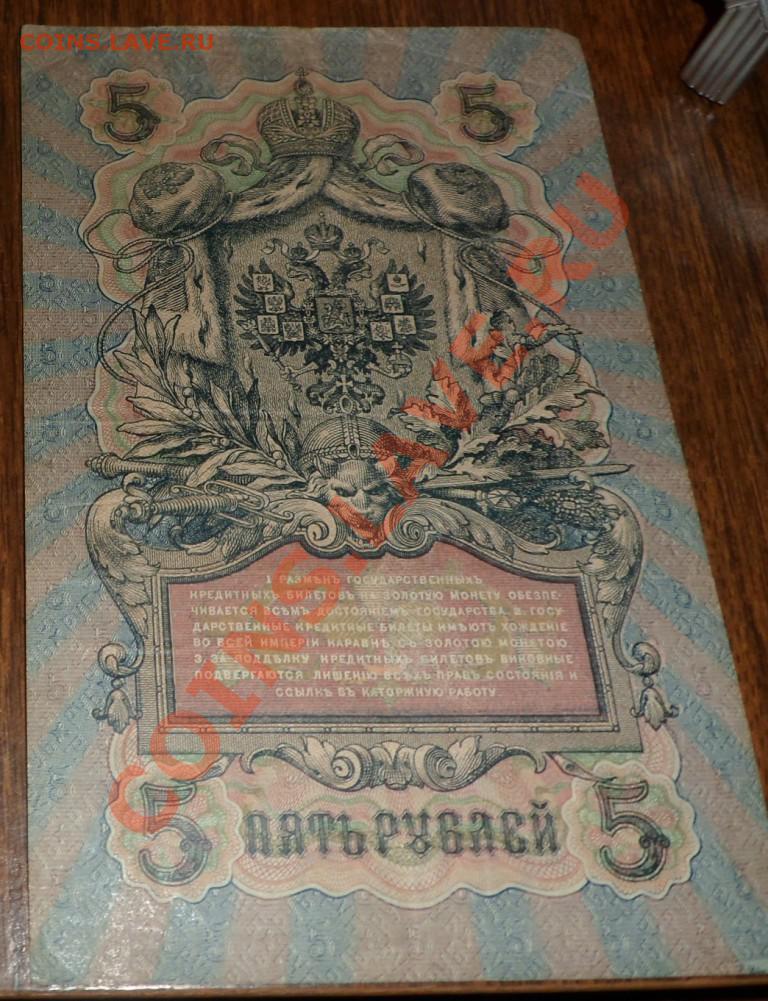 COINS.LAVE.RU
5 5
1. РАЗМѢНЪ ГОСУДАРСТВЕННЫХЪ
КРЕДИТНЫХЪ БИЛЕТОВЪ НА ЗОЛОТУЮ МОНЕТУ ОБЕЗПЕ-
ЧИВАЕТСЯ ВСѢМЪ ДОСТОЯНІЕМЪ ГОСУДАРСТВА. 2. ГОСУ-
ДАРСТВЕННЫЕ КРЕДИТНЫЕ БИЛЕТЫ ИМѢЮТЪ ХОЖДЕНІЕ
ВО ВСЕЙ ИМПЕРІИ НАРАВНѢ СЪ ЗОЛОТОЮ МОНЕТОЮ.
3. ЗА ПОДДѢЛКУ КРЕДИТНЫХЪ БИЛЕТОВЪ ВИНОВНЫЕ
ПОДВЕРГАЮТСЯ ЛИШЕНІЮ ВСѢХЪ ПРАВЪ СОСТОЯНІЯ И
ССЫЛКѢ ВЪ КАТОРЖНУЮ РАБОТУ.
5 ПЯТЬ РУБЛЕЙ 5
COINS.LAVE.RU